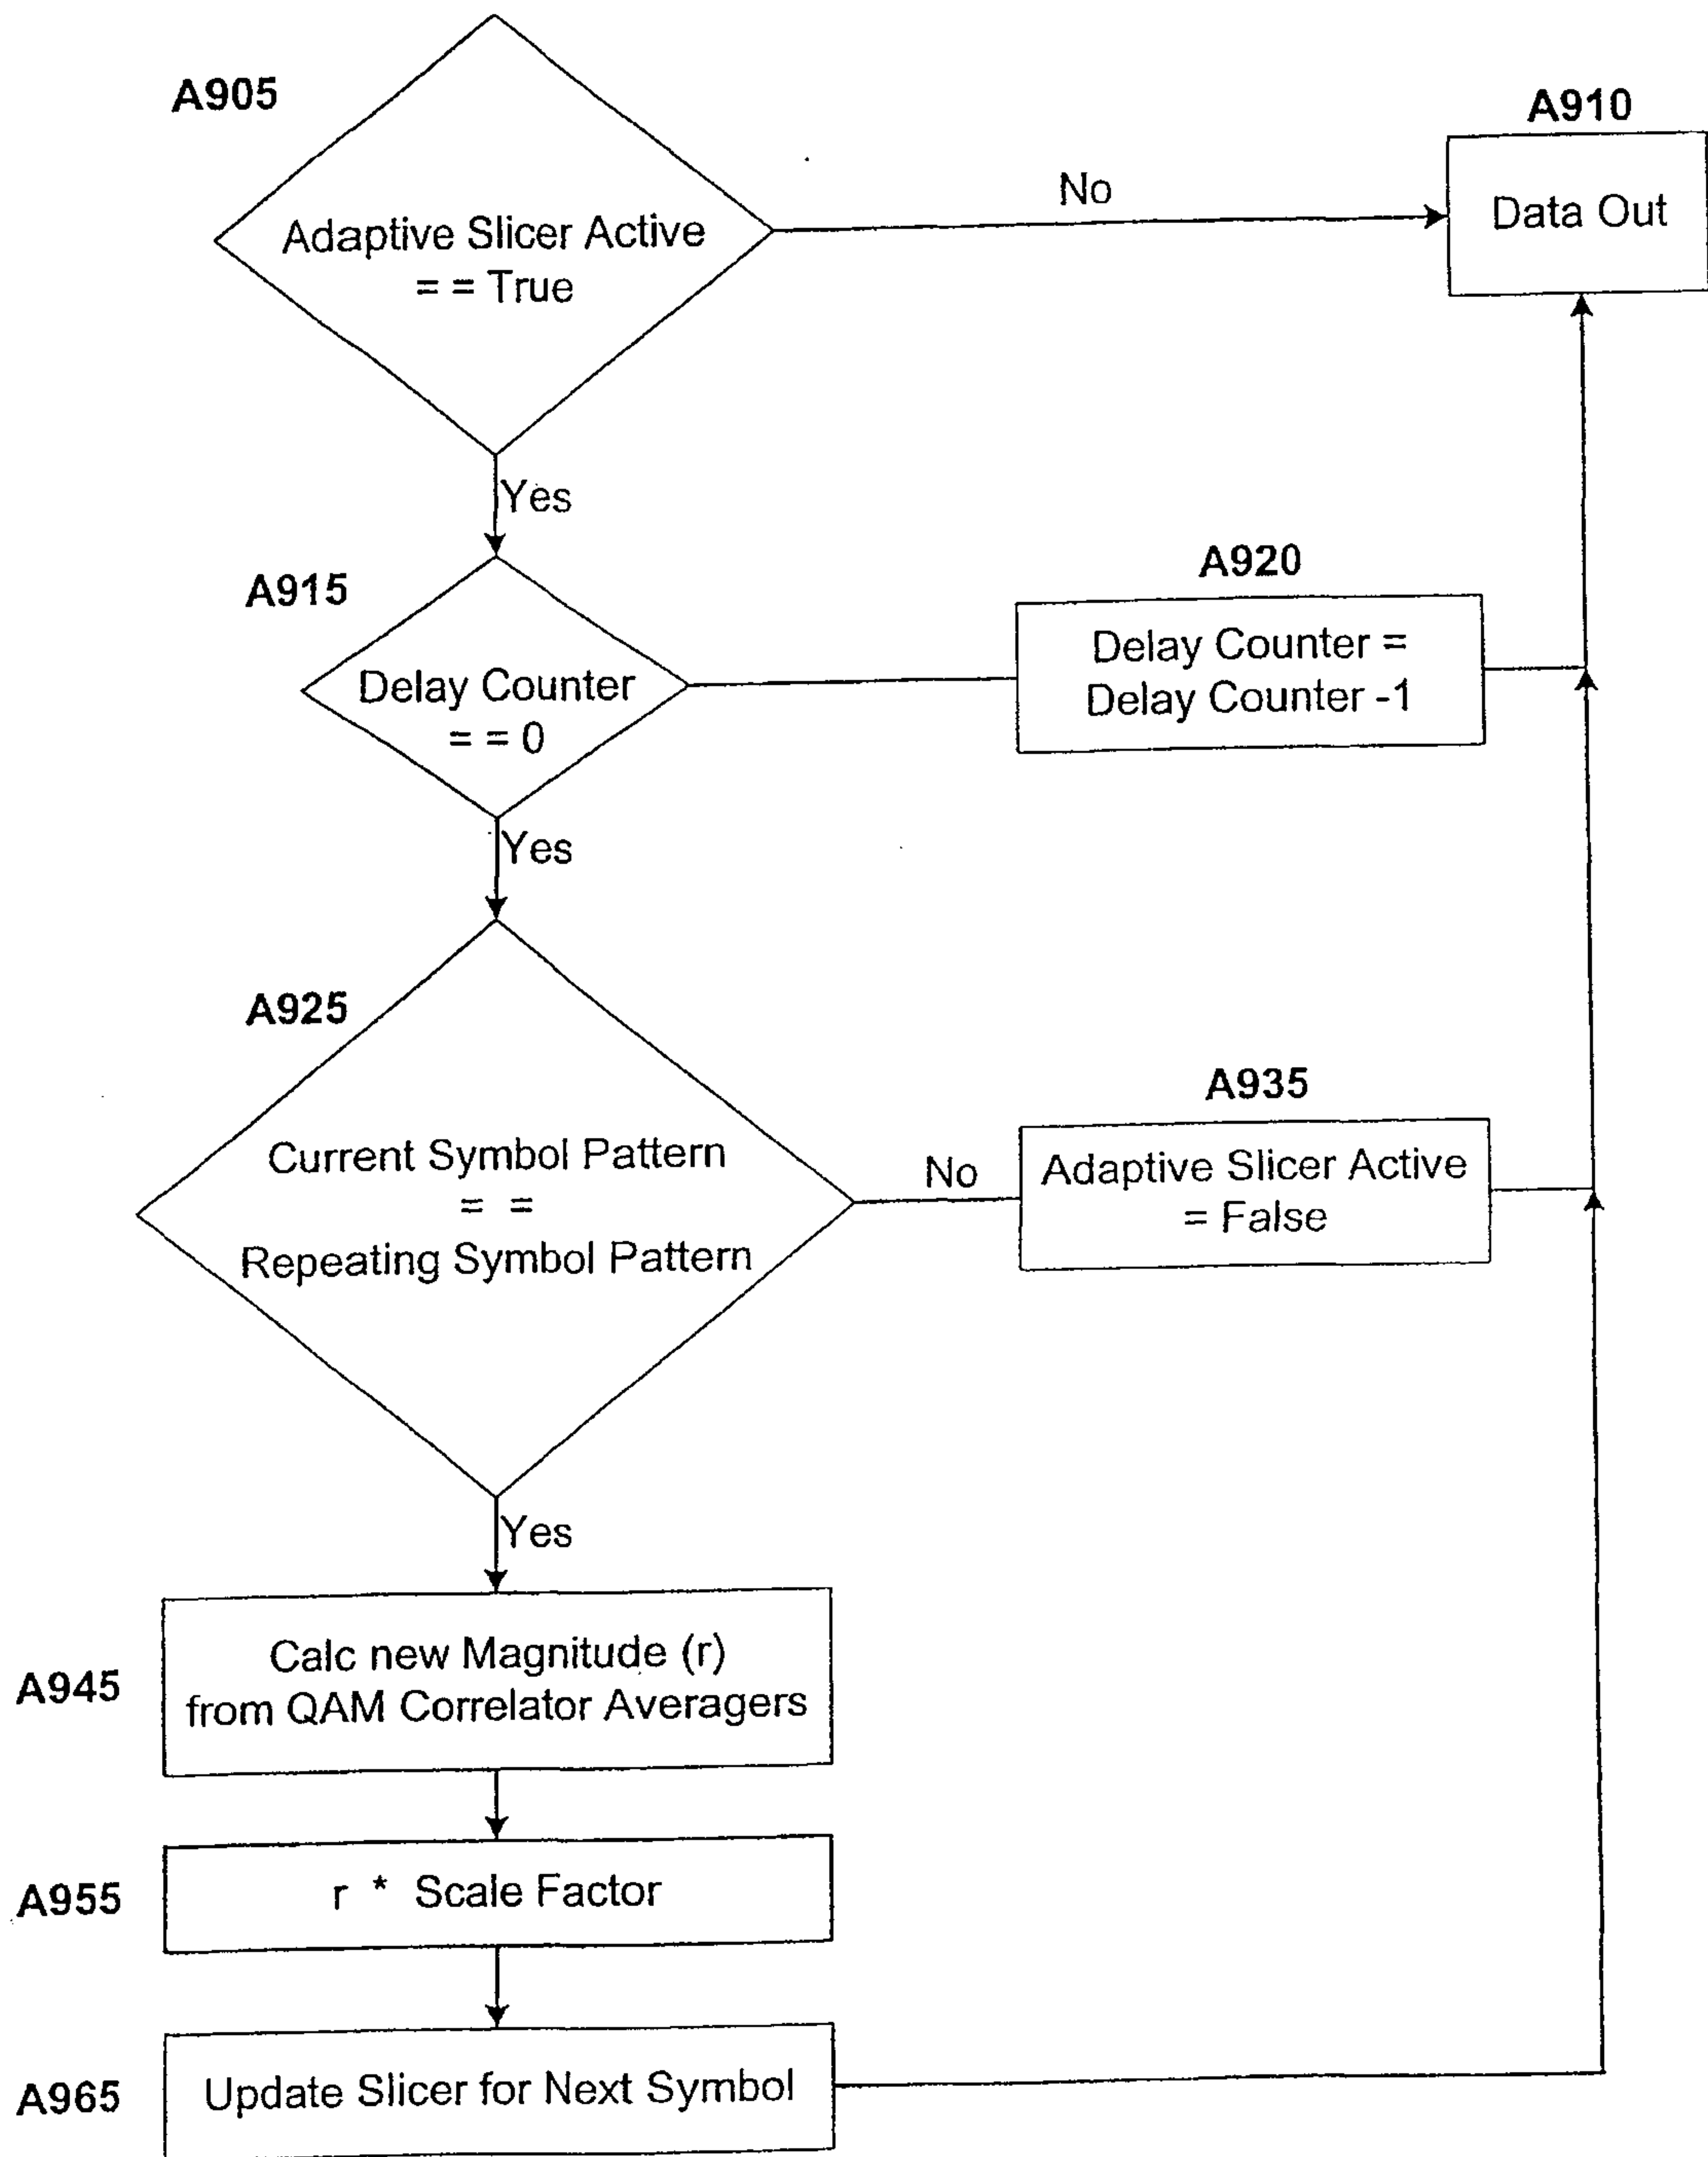 A905
Adaptive Slicer Active
= = True
No
A910
Data Out
Yes
A915
Delay Counter
= = 0
A920
Delay Counter =
Delay Counter -1
Yes
A925
Current Symbol Pattern
= =
Repeating Symbol Pattern
No
A935
Adaptive Slicer Active
= False
Yes
A945
Calc new Magnitude (r)
from QAM Correlator Averagers
A955
r * Scale Factor
A965
Update Slicer for Next Symbol